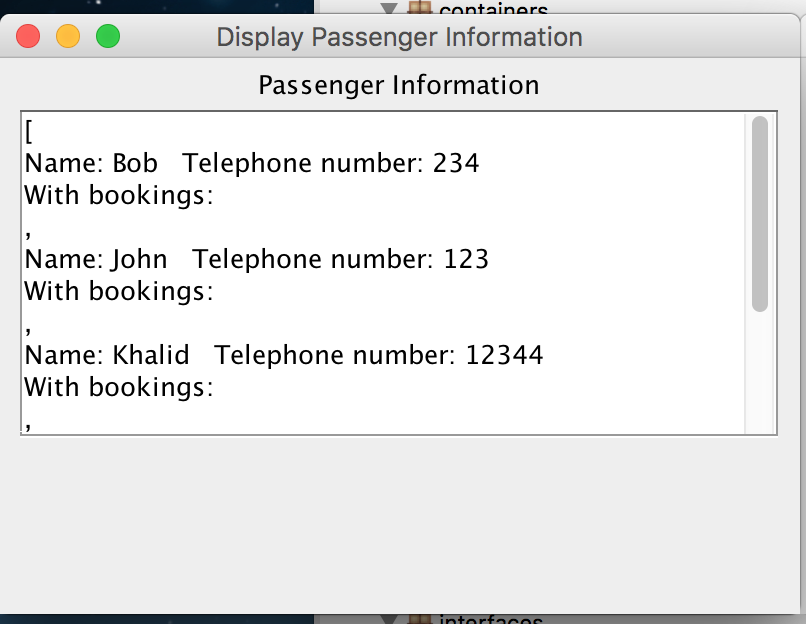 containers
Display Passenger Information
Passenger Information
[
Name: Bob   Telephone number: 234
With bookings:
,
Name: John   Telephone number: 123
With bookings:
,
Name: Khalid   Telephone number: 12344
With bookings:
,
interfaces